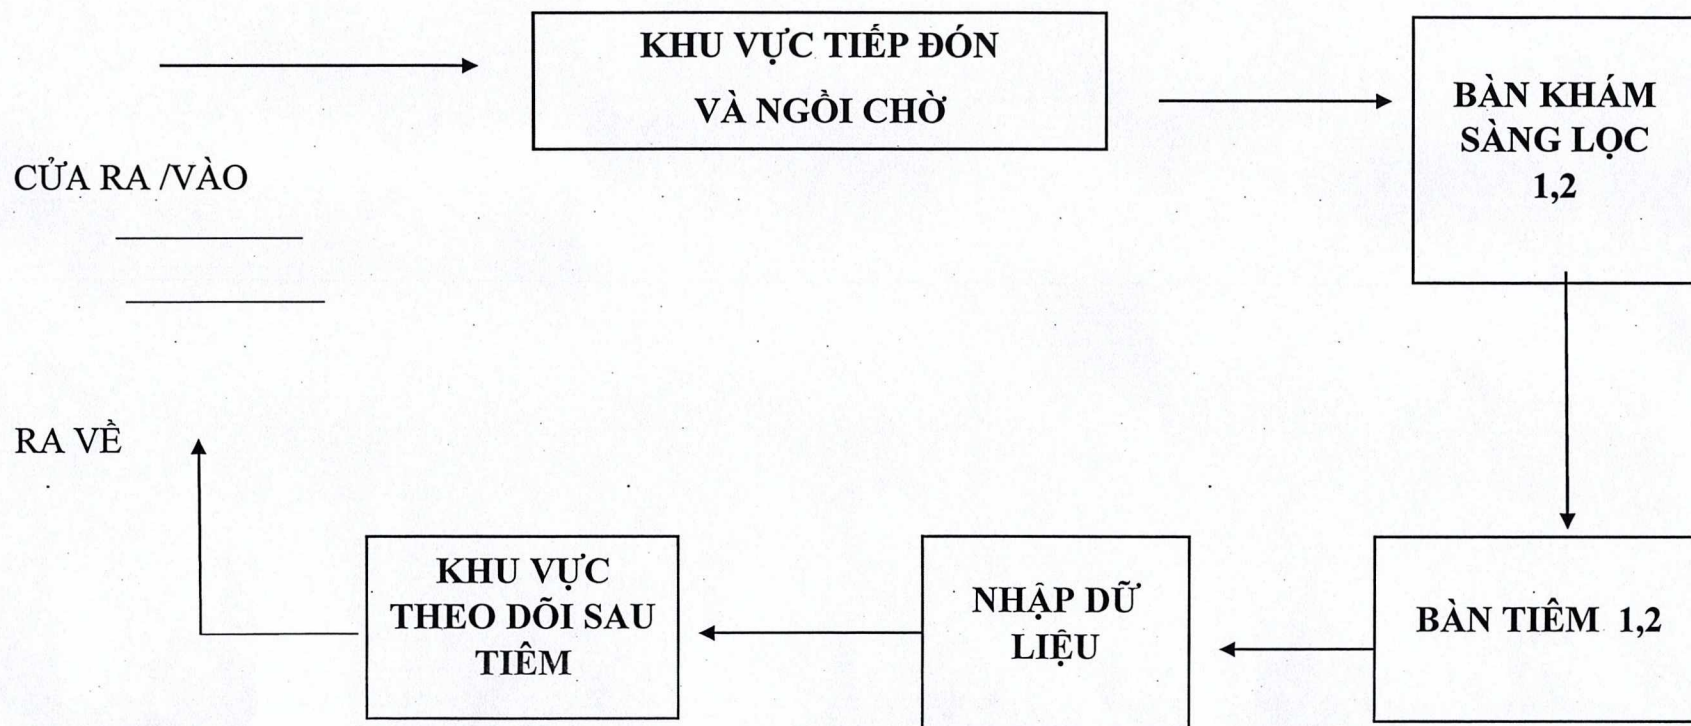 KHU VỰC TIẾP ĐÓN
VÀ NGỒI CHỜ
BÀN KHÁM
SÀNG LỌC
1,2
CỬA RA /VÀO
RA VỀ
KHU VỰC
THEO DÕI SAU
TIÊM
NHẬP DỮ
LIỆU
BÀN TIÊM 1,2